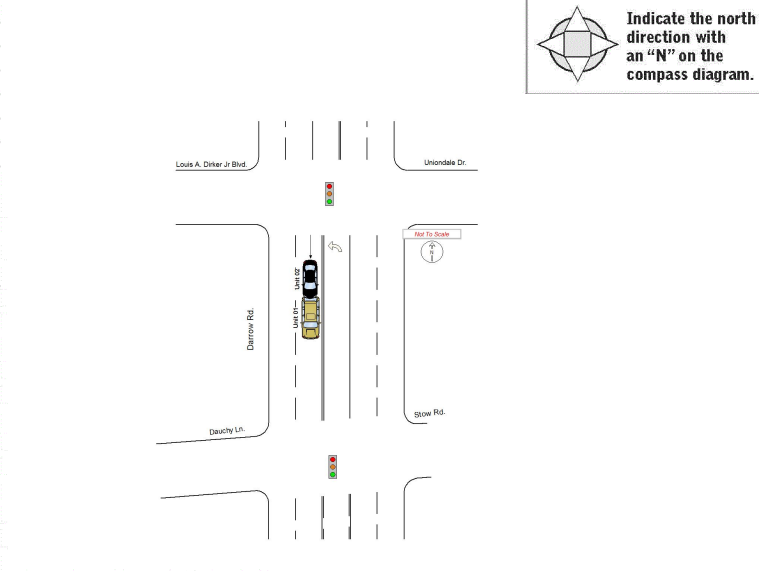 Indicate the north
direction with
an “N” on the
compass diagram.
Louis A. Dirker Jr Blvd.
Uniondale Dr.
Not To Scale
N
Unit 02
Unit 01
Darrow Rd.
Stow Rd.
Dauchy Ln.